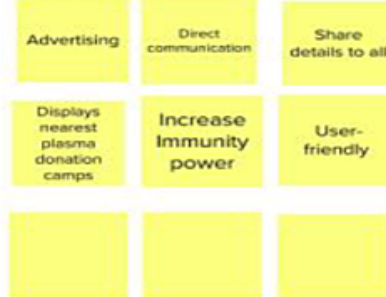 Advertising
Direct
communication
Share
details to all
Displays
nearest
plasma
donation
camps
Increase
Immunity
power
User-
friendly